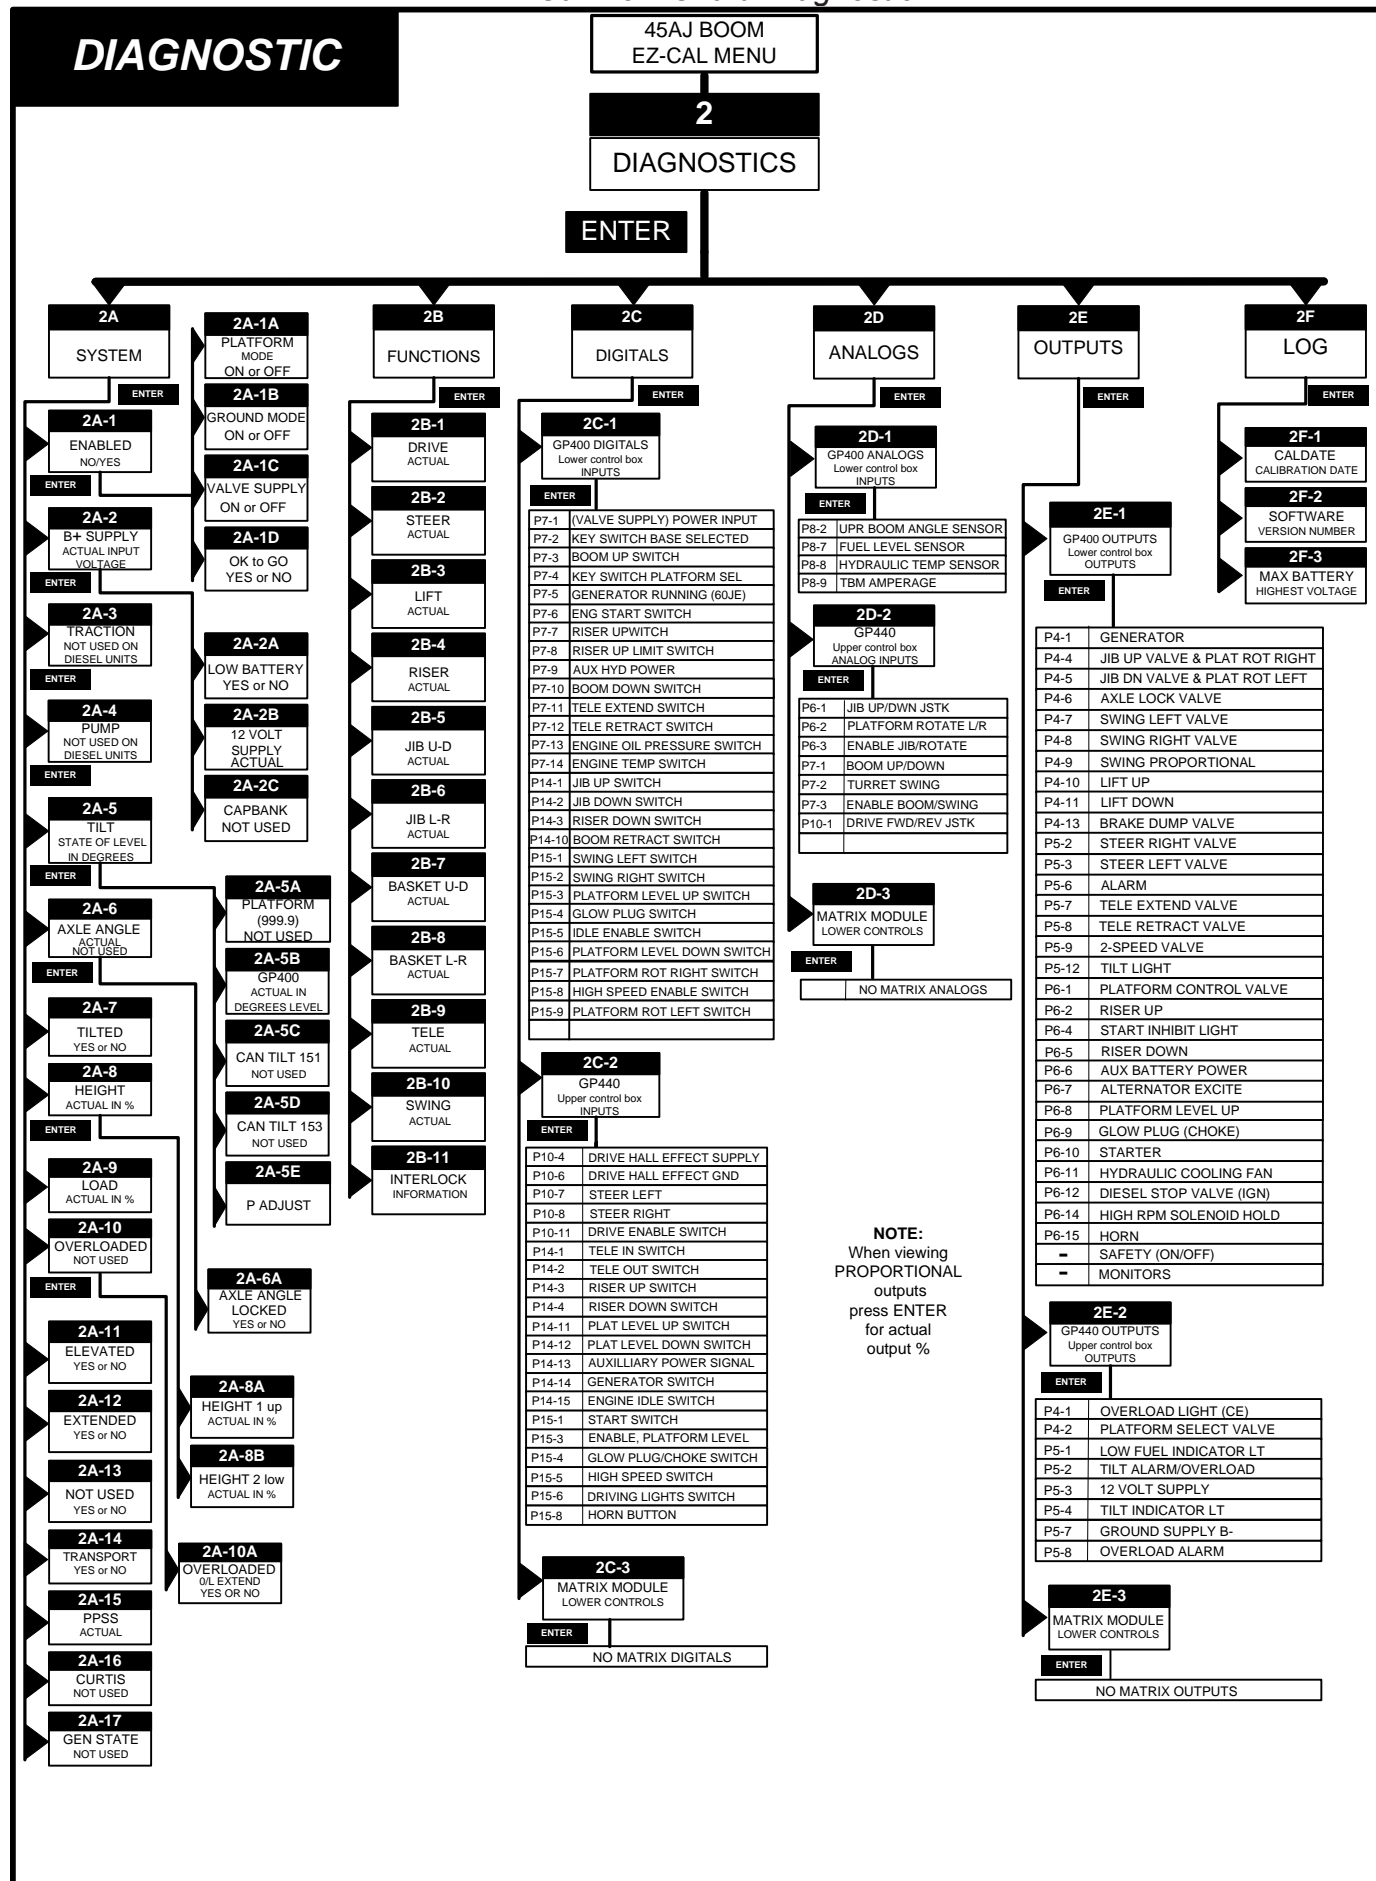 DIAGNOSTIC
45AJ BOOM
EZ-CAL MENU
2
DIAGNOSTICS
ENTER
2A
SYSTEM
ENTER
2A-1
ENABLED
NO/YES
ENTER
2A-2
B+ SUPPLY
ACTUAL INPUT
VOLTAGE
2A-3
TRACTION
NOT USED ON
DIESEL UNITS
ENTER
2A-4
PUMP
NOT USED ON
DIESEL UNITS
ENTER
2A-5
TILT
STATE OF LEVEL
IN DEGREES
ENTER
2A-6
AXLE ANGLE
ACTUAL
NOT USED
ENTER
2A-7
TILTED
YES or NO
2A-8
HEIGHT
ACTUAL IN %
ENTER
2A-9
LOAD
ACTUAL IN %
2A-10
OVERLOADED
NOT USED
ENTER
2A-11
ELEVATED
YES or NO
2A-12
EXTENDED
YES or NO
2A-13
NOT USED
YES or NO
2A-14
TRANSPORT
YES or NO
2A-15
PPSS
ACTUAL
2A-16
CURTIS
NOT USED
2A-17
GEN STATE
NOT USED
2A-1A
PLATFORM
MODE
ON or OFF
2A-1B
GROUND MODE
ON or OFF
2A-1C
VALVE SUPPLY
ON or OFF
2A-1D
OK to GO
YES or NO
2A-2A
LOW BATTERY
YES or NO
2A-2B
12 VOLT
SUPPLY
ACTUAL
2A-2C
CAPBANK
NOT USED
2A-5A
PLATFORM
(999.9)
NOT USED
2A-5B
GP400
ACTUAL IN
DEGREES LEVEL
2A-5C
CAN TILT 151
NOT USED
2A-5D
CAN TILT 153
NOT USED
2A-5E
P ADJUST
2A-6A
AXLE ANGLE
LOCKED
YES or NO
2A-8A
HEIGHT 1 up
ACTUAL IN %
2A-8B
HEIGHT 2 low
ACTUAL IN %
2A-10A
OVERLOADED
0/L EXTEND
YES OR NO
2B
FUNCTIONS
ENTER
2B-1
DRIVE
ACTUAL
2B-2
STEER
ACTUAL
2B-3
LIFT
ACTUAL
2B-4
RISER
ACTUAL
2B-5
JIB U-D
ACTUAL
2B-6
JIB L-R
ACTUAL
2B-7
BASKET U-D
ACTUAL
2B-8
BASKET L-R
ACTUAL
2B-9
TELE
ACTUAL
2B-10
SWING
ACTUAL
2B-11
INTERLOCK
INFORMATION
2C
DIGITALS
ENTER
2C-1
GP400 DIGITALS
Lower control box
INPUTS
ENTER
P7-1 (VALVE SUPPLY) POWER INPUT
P7-2 KEY SWITCH BASE SELECTED
P7-3 BOOM UP SWITCH
P7-4 KEY SWITCH PLATFORM SEL
P7-5 GENERATOR RUNNING (60JE)
P7-6 ENG START SWITCH
P7-7 RISER UPWITCH
P7-8 RISER UP LIMIT SWITCH
P7-9 AUX HYD POWER
P7-10 BOOM DOWN SWITCH
P7-11 TELE EXTEND SWITCH
P7-12 TELE RETRACT SWITCH
P7-13 ENGINE OIL PRESSURE SWITCH
P7-14 ENGINE TEMP SWITCH
P14-1 JIB UP SWITCH
P14-2 JIB DOWN SWITCH
P14-3 RISER DOWN SWITCH
P14-10 BOOM RETRACT SWITCH
P15-1 SWING LEFT SWITCH
P15-2 SWING RIGHT SWITCH
P15-3 PLATFORM LEVEL UP SWITCH
P15-4 GLOW PLUG SWITCH
P15-5 IDLE ENABLE SWITCH
P15-6 PLATFORM LEVEL DOWN SWITCH
P15-7 PLATFORM ROT RIGHT SWITCH
P15-8 HIGH SPEED ENABLE SWITCH
P15-9 PLATFORM ROT LEFT SWITCH
2C-2
GP440
Upper control box
INPUTS
ENTER
P10-4 DRIVE HALL EFFECT SUPPLY
P10-6 DRIVE HALL EFFECT GND
P10-7 STEER LEFT
P10-8 STEER RIGHT
P10-11 DRIVE ENABLE SWITCH
P14-1 TELE IN SWITCH
P14-2 TELE OUT SWITCH
P14-3 RISER UP SWITCH
P14-4 RISER DOWN SWITCH
P14-11 PLAT LEVEL UP SWITCH
P14-12 PLAT LEVEL DOWN SWITCH
P14-13 AUXILLIARY POWER SIGNAL
P14-14 GENERATOR SWITCH
P14-15 ENGINE IDLE SWITCH
P15-1 START SWITCH
P15-3 ENABLE, PLATFORM LEVEL
P15-4 GLOW PLUG/CHOKE SWITCH
P15-5 HIGH SPEED SWITCH
P15-6 DRIVING LIGHTS SWITCH
P15-8 HORN BUTTON
2C-3
MATRIX MODULE
LOWER CONTROLS
ENTER
NO MATRIX DIGITALS
2D
ANALOGS
ENTER
2D-1
GP400 ANALOGS
Lower control box
INPUTS
ENTER
P8-2 UPR BOOM ANGLE SENSOR
P8-7 FUEL LEVEL SENSOR
P8-8 HYDRAULIC TEMP SENSOR
P8-9 TBM AMPERAGE
2D-2
GP440
Upper control box
ANALOG INPUTS
ENTER
P6-1 JIB UP/DWN JSTK
P6-2 PLATFORM ROTATE L/R
P6-3 ENABLE JIB/ROTATE
P7-1 BOOM UP/DOWN
P7-2 TURRET SWING
P7-3 ENABLE BOOM/SWING
P10-1 DRIVE FWD/REV JSTK
2D-3
MATRIX MODULE
LOWER CONTROLS
ENTER
NO MATRIX ANALOGS
NOTE:
When viewing
PROPORTIONAL
outputs
press ENTER
for actual
output %
2E
OUTPUTS
ENTER
2E-1
GP400 OUTPUTS
Lower control box
OUTPUTS
ENTER
P4-1 GENERATOR
P4-4 JIB UP VALVE & PLAT ROT RIGHT
P4-5 JIB DN VALVE & PLAT ROT LEFT
P4-6 AXLE LOCK VALVE
P4-7 SWING LEFT VALVE
P4-8 SWING RIGHT VALVE
P4-9 SWING PROPORTIONAL
P4-10 LIFT UP
P4-11 LIFT DOWN
P4-13 BRAKE DUMP VALVE
P5-2 STEER RIGHT VALVE
P5-3 STEER LEFT VALVE
P5-6 ALARM
P5-7 TELE EXTEND VALVE
P5-8 TELE RETRACT VALVE
P5-9 2-SPEED VALVE
P5-12 TILT LIGHT
P6-1 PLATFORM CONTROL VALVE
P6-2 RISER UP
P6-4 START INHIBIT LIGHT
P6-5 RISER DOWN
P6-6 AUX BATTERY POWER
P6-7 ALTERNATOR EXCITE
P6-8 PLATFORM LEVEL UP
P6-9 GLOW PLUG (CHOKE)
P6-10 STARTER
P6-11 HYDRAULIC COOLING FAN
P6-12 DIESEL STOP VALVE (IGN)
P6-14 HIGH RPM SOLENOID HOLD
P6-15 HORN
- SAFETY (ON/OFF)
- MONITORS
2E-2
GP440 OUTPUTS
Upper control box
OUTPUTS
ENTER
P4-1 OVERLOAD LIGHT (CE)
P4-2 PLATFORM SELECT VALVE
P5-1 LOW FUEL INDICATOR LT
P5-2 TILT ALARM/OVERLOAD
P5-3 12 VOLT SUPPLY
P5-4 TILT INDICATOR LT
P5-7 GROUND SUPPLY B-
P5-8 OVERLOAD ALARM
2E-3
MATRIX MODULE
LOWER CONTROLS
ENTER
NO MATRIX OUTPUTS
2F
LOG
ENTER
2F-1
CALDATE
CALIBRATION DATE
2F-2
SOFTWARE
VERSION NUMBER
2F-3
MAX BATTERY
HIGHEST VOLTAGE